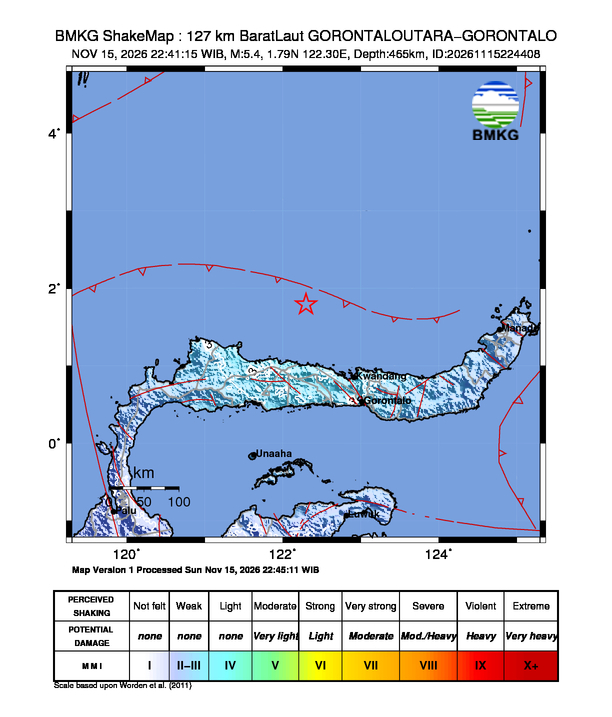 BMKG ShakeMap : 127 km BaratLaut GORONTALOUTARA−GORONTALO
NOV 15, 2026 22:41:15 WIB, M:5.4, 1.79N 122.30E, Depth:465km, ID:20261115224408
BMKG
4°
2°
0°
Manado
Kwandang
Gorontalo
Unaaha
Luwuk
Palu
3
3
3
km
0 50 100
120° 122° 124°
Map Version 1 Processed Sun Nov 15, 2026 22:45:11 WIB
PERCEIVED SHAKING Not felt Weak Light Moderate Strong Very strong Severe Violent Extreme
POTENTIAL DAMAGE none none none Very light Light Moderate Mod./Heavy Heavy Very heavy
M M I I II−III IV V VI VII VIII IX X+
Scale based upon Worden et al. (2011)